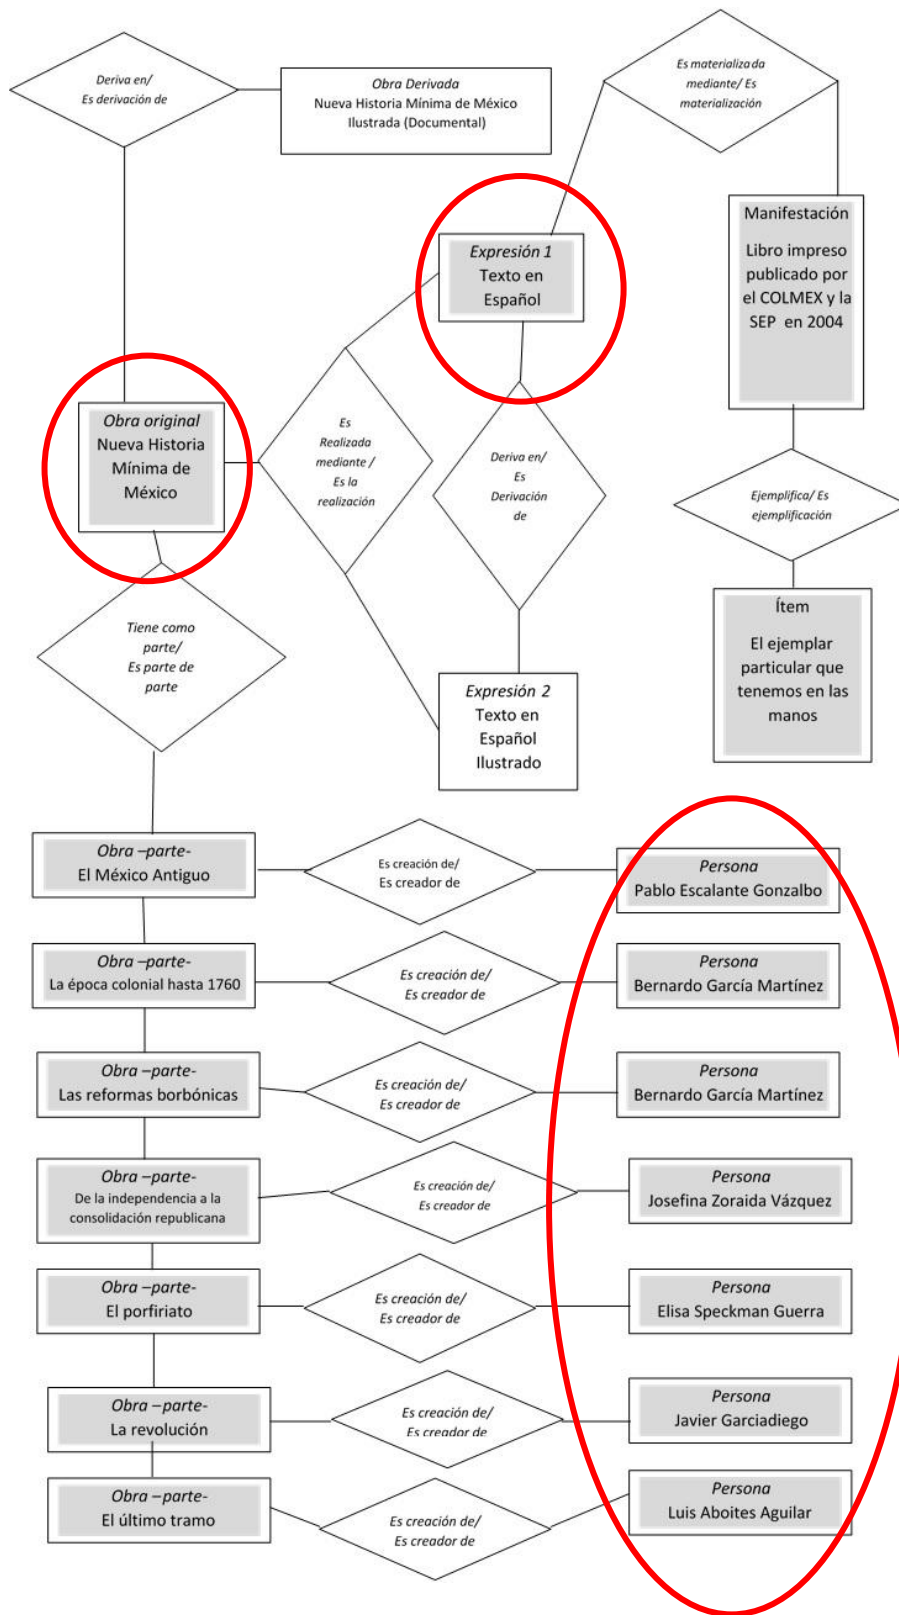 Deriva en/
Es derivación de
Obra Derivada
Nueva Historia Mínima de México
Ilustrada (Documental)
Es materializada
mediante/ Es
materialización
Expresión 1
Texto en
Español
Manifestación
Libro impreso
publicado por
el COLMEX y la
SEP en 2004
Obra original
Nueva Historia
Mínima de
México
Es
Realizada
mediante /
Es la
realización
Deriva en/
Es
Derivación
de
Ejemplifica/ Es
ejemplificación
Tiene como
parte/
Es parte de
parte
Expresión 2
Texto en
Español
Ilustrado
Ítem
El ejemplar
particular que
tenemos en las
manos
Obra –parte-
El México Antiguo
Es creación de/
Es creador de
Persona
Pablo Escalante Gonzalbo
Obra –parte-
La época colonial hasta 1760
Es creación de/
Es creador de
Persona
Bernardo García Martínez
Obra –parte-
Las reformas borbónicas
Es creación de/
Es creador de
Persona
Bernardo García Martínez
Obra –parte-
De la independencia a la
consolidación republicana
Es creación de/
Es creador de
Persona
Josefina Zoraida Vázquez
Obra –parte-
El porfiriato
Es creación de/
Es creador de
Persona
Elisa Speckman Guerra
Obra –parte-
La revolución
Es creación de/
Es creador de
Persona
Javier Garciadiego
Obra –parte-
El último tramo
Es creación de/
Es creador de
Persona
Luis Aboites Aguilar